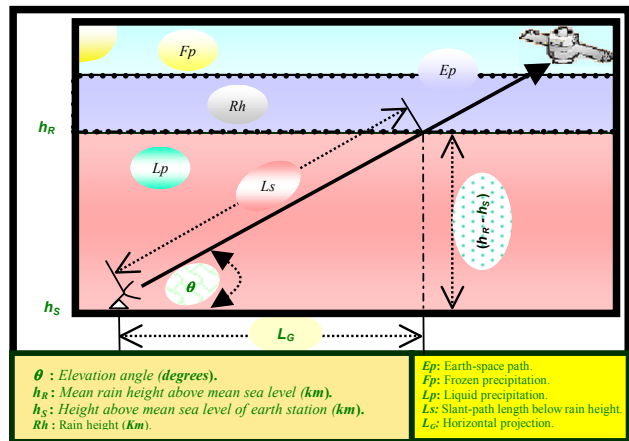 Fp
Ep
Rh
hR
Lp
Ls
(hR - hS)
θ
hS
LG
θ : Elevation angle (degrees).
hR : Mean rain height above mean sea level (km).
hS : Height above mean sea level of earth station (km).
Rh : Rain height (Km).
Ep: Earth-space path.
Fp: Frozen precipitation.
Lp: Liquid precipitation.
Ls: Slant-path length below rain height.
LG: Horizontal projection.